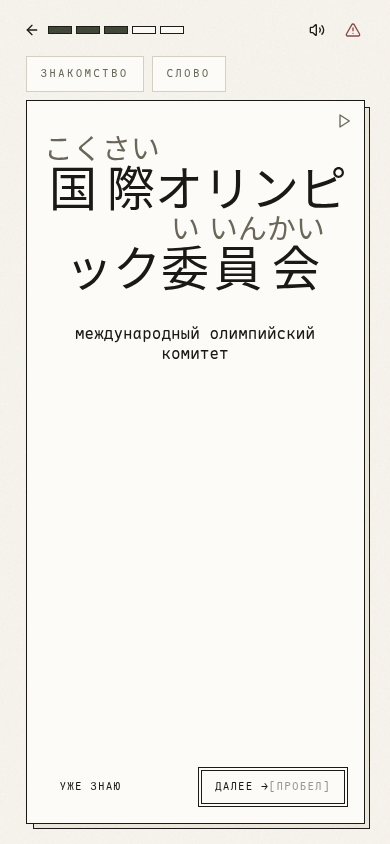 ЗНАКОМСТВО СЛОВО
こくさい
国際オリンピ
い いんかい
ック委員会
международный олимпийский
комитет
УЖЕ ЗНАЮ ДАЛЕЕ →[ПРОБЕЛ]